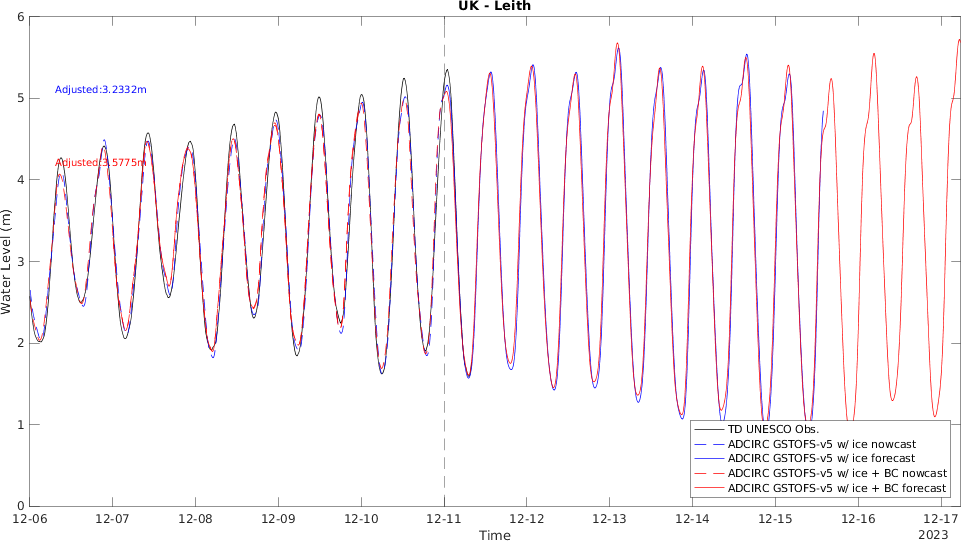 UK - Leith
6
5
4
3
2
1
0
Water Level (m)
Adjusted:3.2332m
Adjusted:3.5775m
TD UNESCO Obs.
ADCIRC GSTOFS-v5 w/ ice nowcast
ADCIRC GSTOFS-v5 w/ ice forecast
ADCIRC GSTOFS-v5 w/ ice + BC nowcast
ADCIRC GSTOFS-v5 w/ ice + BC forecast
12-06 12-07 12-08 12-09 12-10 12-11 12-12 12-13 12-14 12-15 12-16 12-17
Time
2023